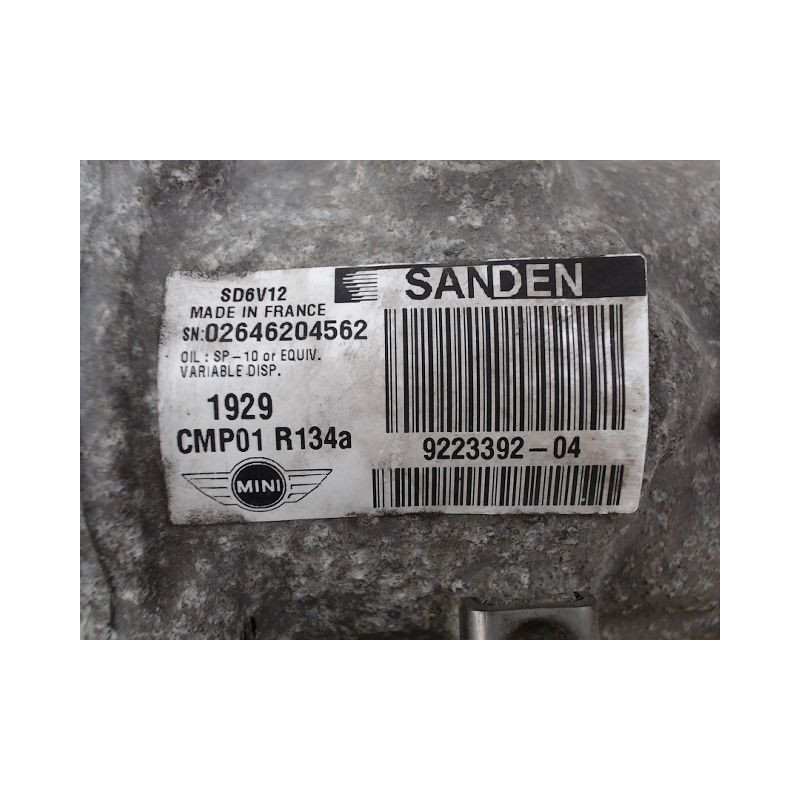 SANDEN
SD6V12
MADE IN FRANCE
SN:02646204562
OIL : SP-10 or EQUIV.
VARIABLE DISP.
1929
CMP01 R134a
9223392-04
MINI